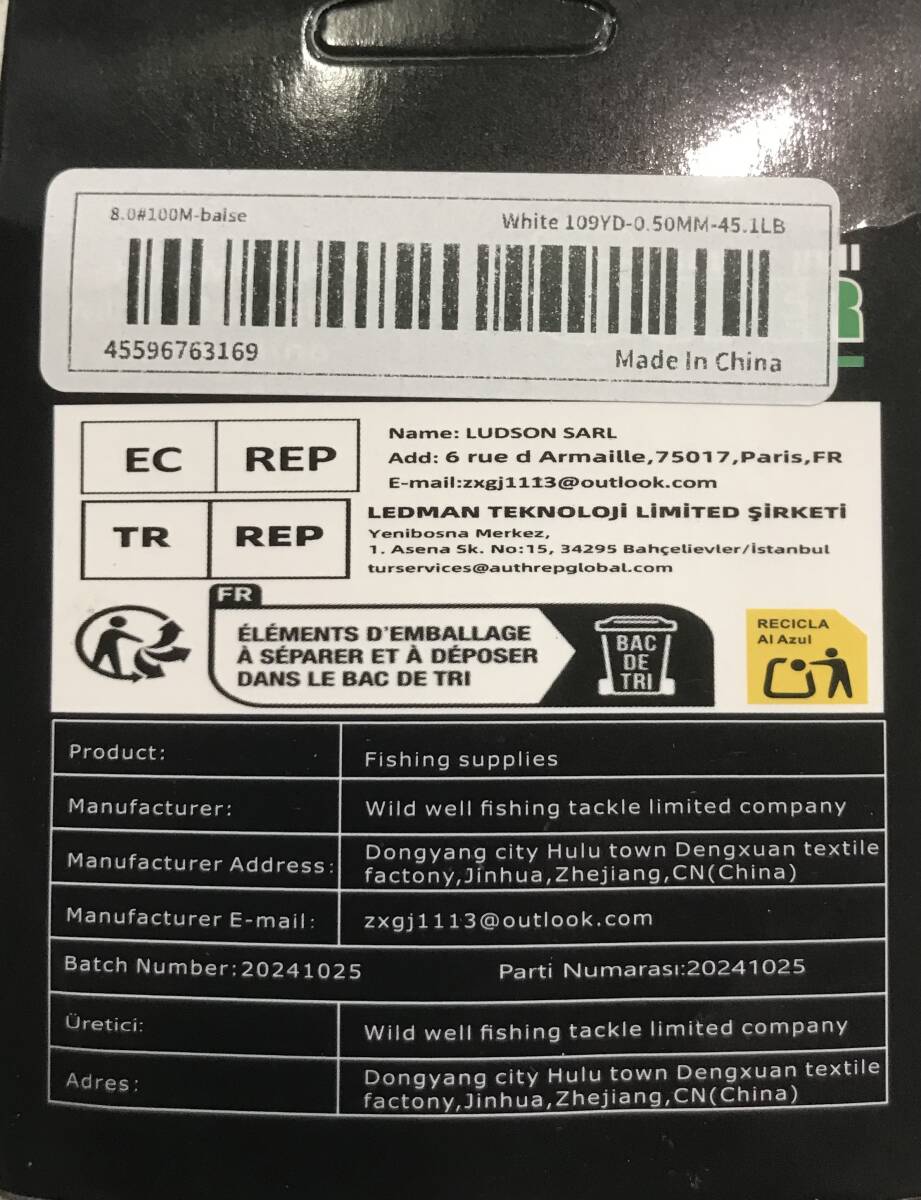 8.0#100M-baise
White 109YD-0.50MM-45.1LB
45596763169
Made In China
EC REP
Name: LUDSON SARL
Add: 6 rue d Armaille,75017,Paris,FR
E-mail:zxgj1113@outlook.com
TR REP
LEDMAN TEKNOLOJi LiMiTED ŞiRKETi
Yenibosna Merkez,
1. Asena Sk. No:15, 34295 Bahçelievler/istanbul
turservices@authrepglobal.com
FR
ÉLÉMENTS D'EMBALLAGE
À SÉPARER ET À DÉPOSER
DANS LE BAC DE TRI
BAC
DE
TRI
RECICLA
Al Azul
Product: Fishing supplies
Manufacturer: Wild well fishing tackle limited company
Manufacturer Address: Dongyang city Hulu town Dengxuan textile
factony,Jinhua,Zhejiang,CN(China)
Manufacturer E-mail: zxgj1113@outlook.com
Batch Number:20241025 Parti Numarası:20241025
Üretici: Wild well fishing tackle limited company
Adres: Dongyang city Hulu town Dengxuan textile
factony,Jinhua,Zhejiang,CN(China)